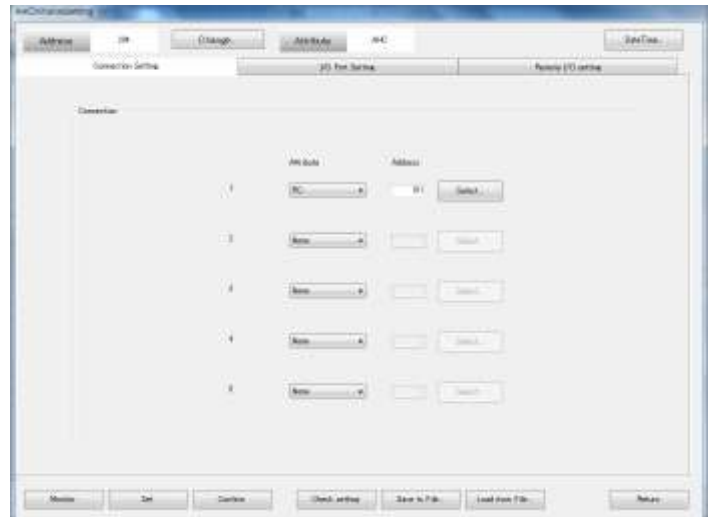 Address Change... Attribute AHC Date/Time...
Connection Setting I/O Port Setting Remote I/O setting
Connection
Attribute Address
1 RC Select...
2 None Select...
3 None Select...
4 None Select...
5 None Select...
Monitor Set Confirm Check setting Save to File... Load from File... Return